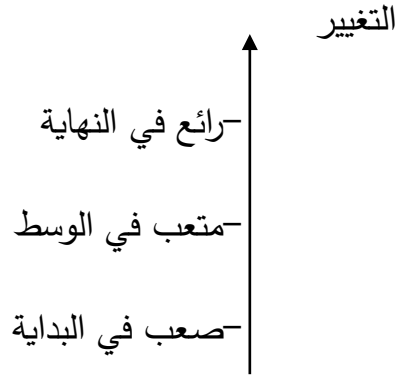 التغيير
رائع في النهاية
متعب في الوسط
صعب في البداية